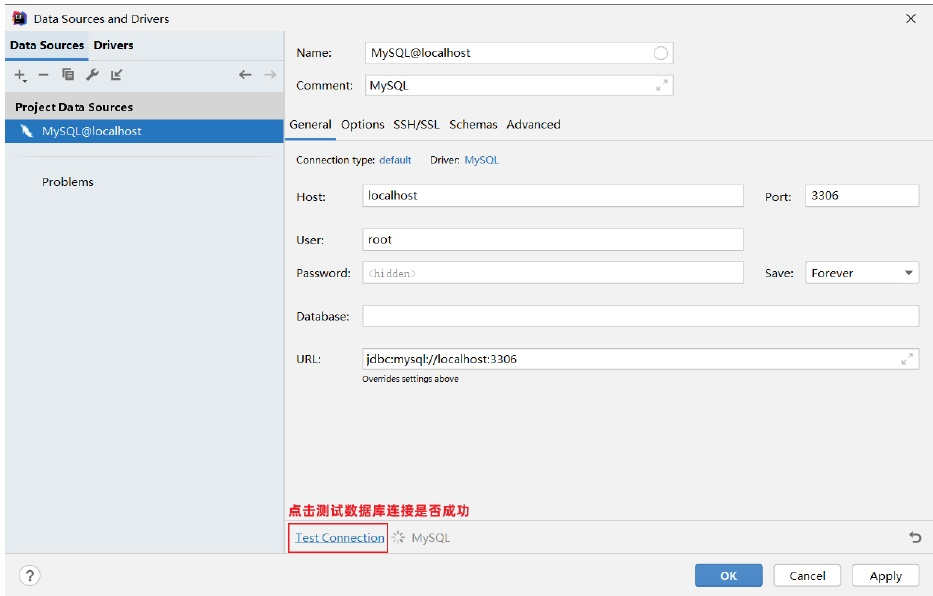 Data Sources and Drivers
Data Sources Drivers
Project Data Sources
MySQL@localhost
Problems
Name: MySQL@localhost
Comment: MySQL
General Options SSH/SSL Schemas Advanced
Connection type: default Driver: MySQL
Host: localhost Port: 3306
User: root
Password: <hidden> Save: Forever
Database:
URL: jdbc:mysql://localhost:3306
Overrides settings above
点击测试数据库连接是否成功
Test Connection MySQL
? OK Cancel Apply